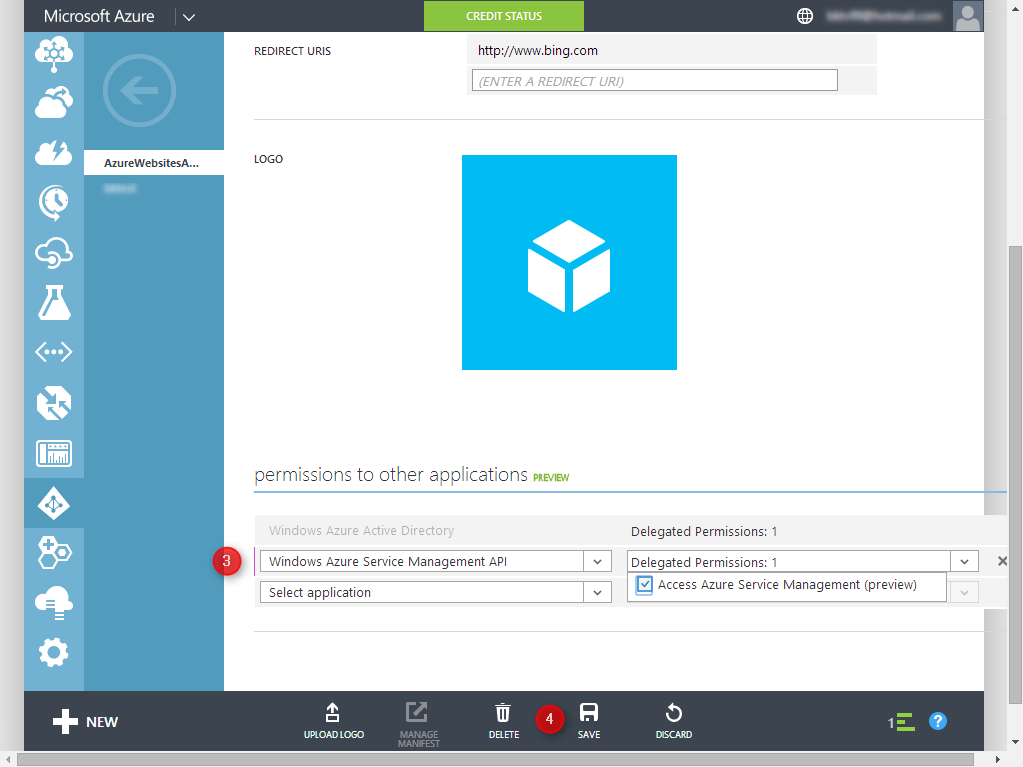 Microsoft Azure
CREDIT STATUS
REDIRECT URIS
http://www.bing.com
(ENTER A REDIRECT URI)
AzureWebsitesA...
LOGO
permissions to other applications PREVIEW
Windows Azure Active Directory
Delegated Permissions: 1
3
Windows Azure Service Management API
Delegated Permissions: 1
Select application
Access Azure Service Management (preview)
NEW
UPLOAD LOGO
MANAGE
MANIFEST
DELETE
4
SAVE
DISCARD
1
?